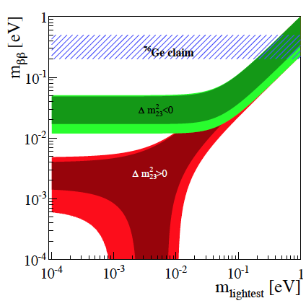 m_ββ [eV]
1
10⁻¹
10⁻²
10⁻³
10⁻⁴
⁷⁶Ge claim
Δ m²₂₃<0
Δ m²₂₃>0
10⁻⁴ 10⁻³ 10⁻² 10⁻¹ 1
m_lightest [eV]